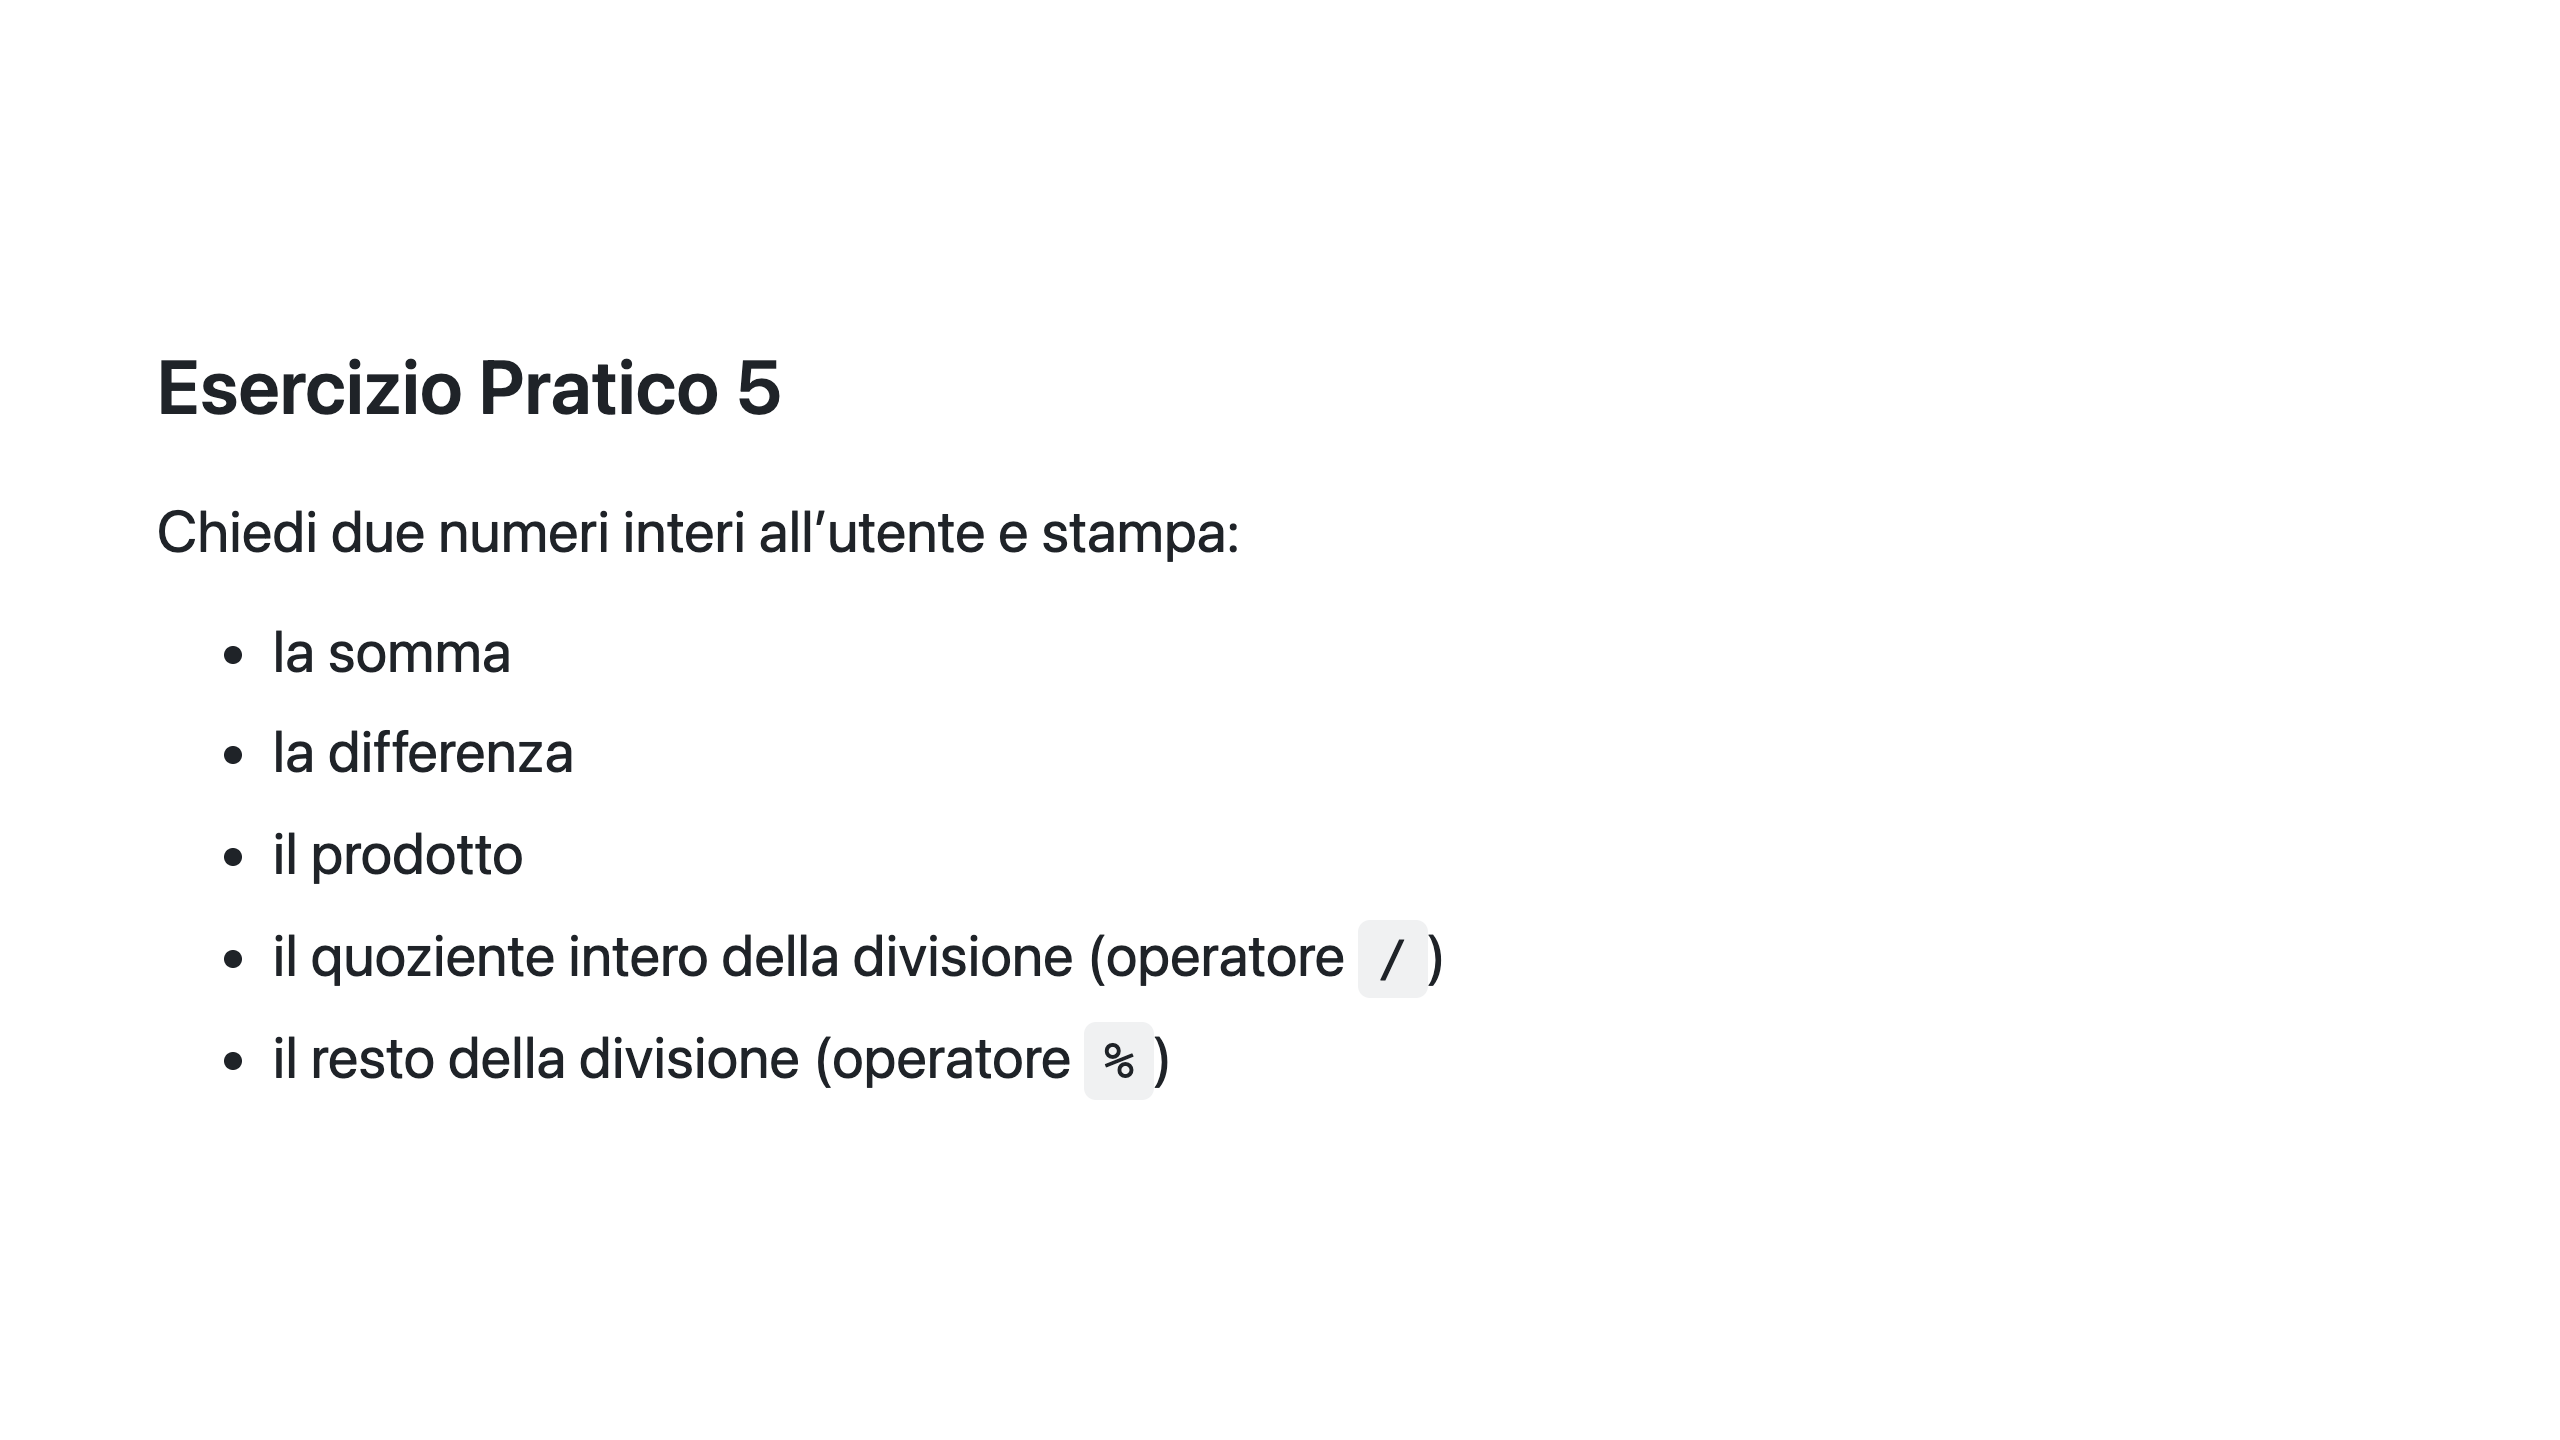 Esercizio Pratico 5
Chiedi due numeri interi all’utente e stampa:
• la somma
• la differenza
• il prodotto
• il quoziente intero della divisione (operatore / )
• il resto della divisione (operatore % )